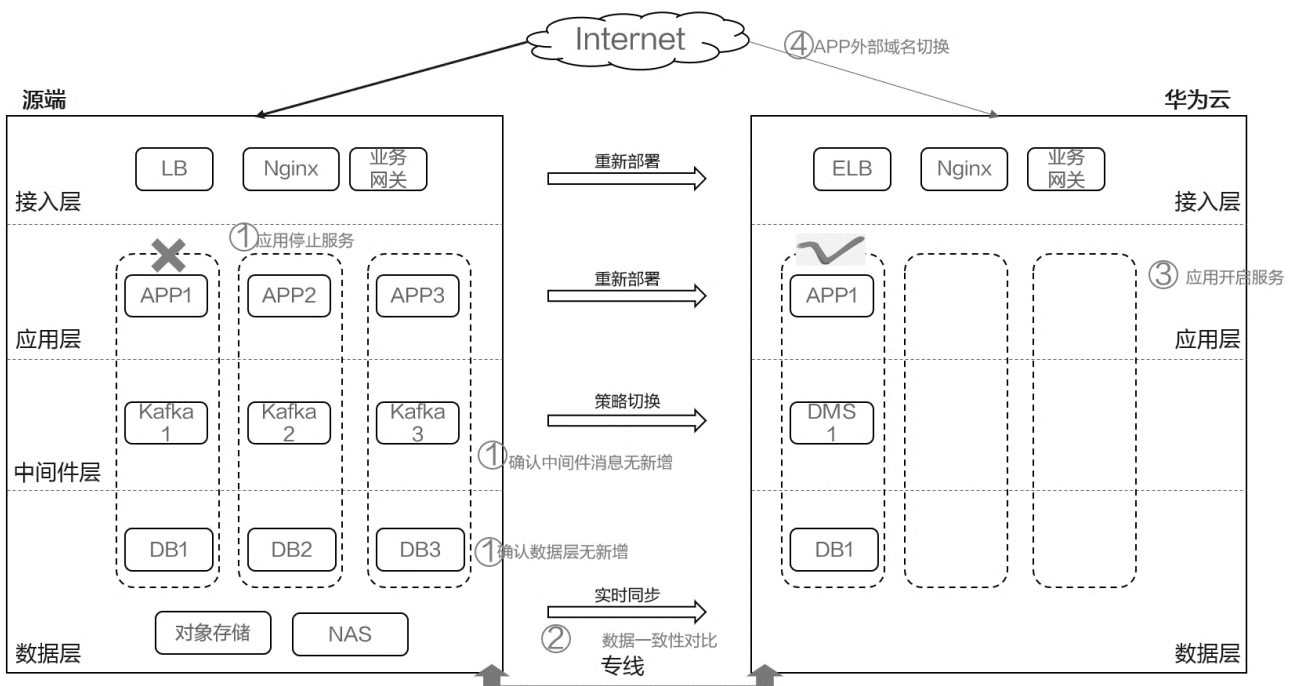 Internet
④APP外部域名切换
源端
华为云
LB
Nginx
业务
网关
重新部署
ELB
Nginx
业务
网关
接入层
接入层
①应用停止服务
APP1
APP2
APP3
重新部署
APP1
③ 应用开启服务
应用层
应用层
Kafka
1
Kafka
2
Kafka
3
策略切换
DMS
1
①确认中间件消息无新增
中间件层
DB1
DB2
DB3
①确认数据层无新增
DB1
实时同步
对象存储
NAS
② 数据一致性对比
数据层
专线
数据层